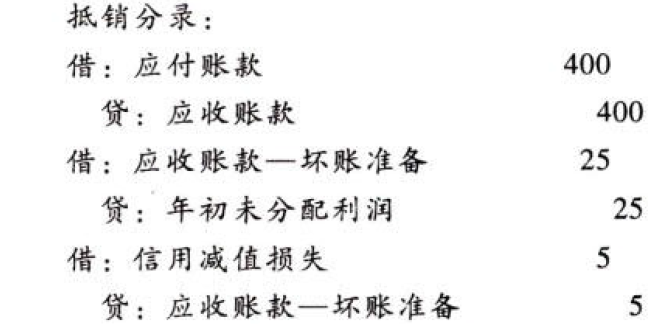 抵销分录：
借：应付账款 400
贷：应收账款 400
借：应收账款—坏账准备 25
贷：年初未分配利润 25
借：信用减值损失 5
贷：应收账款—坏账准备 5